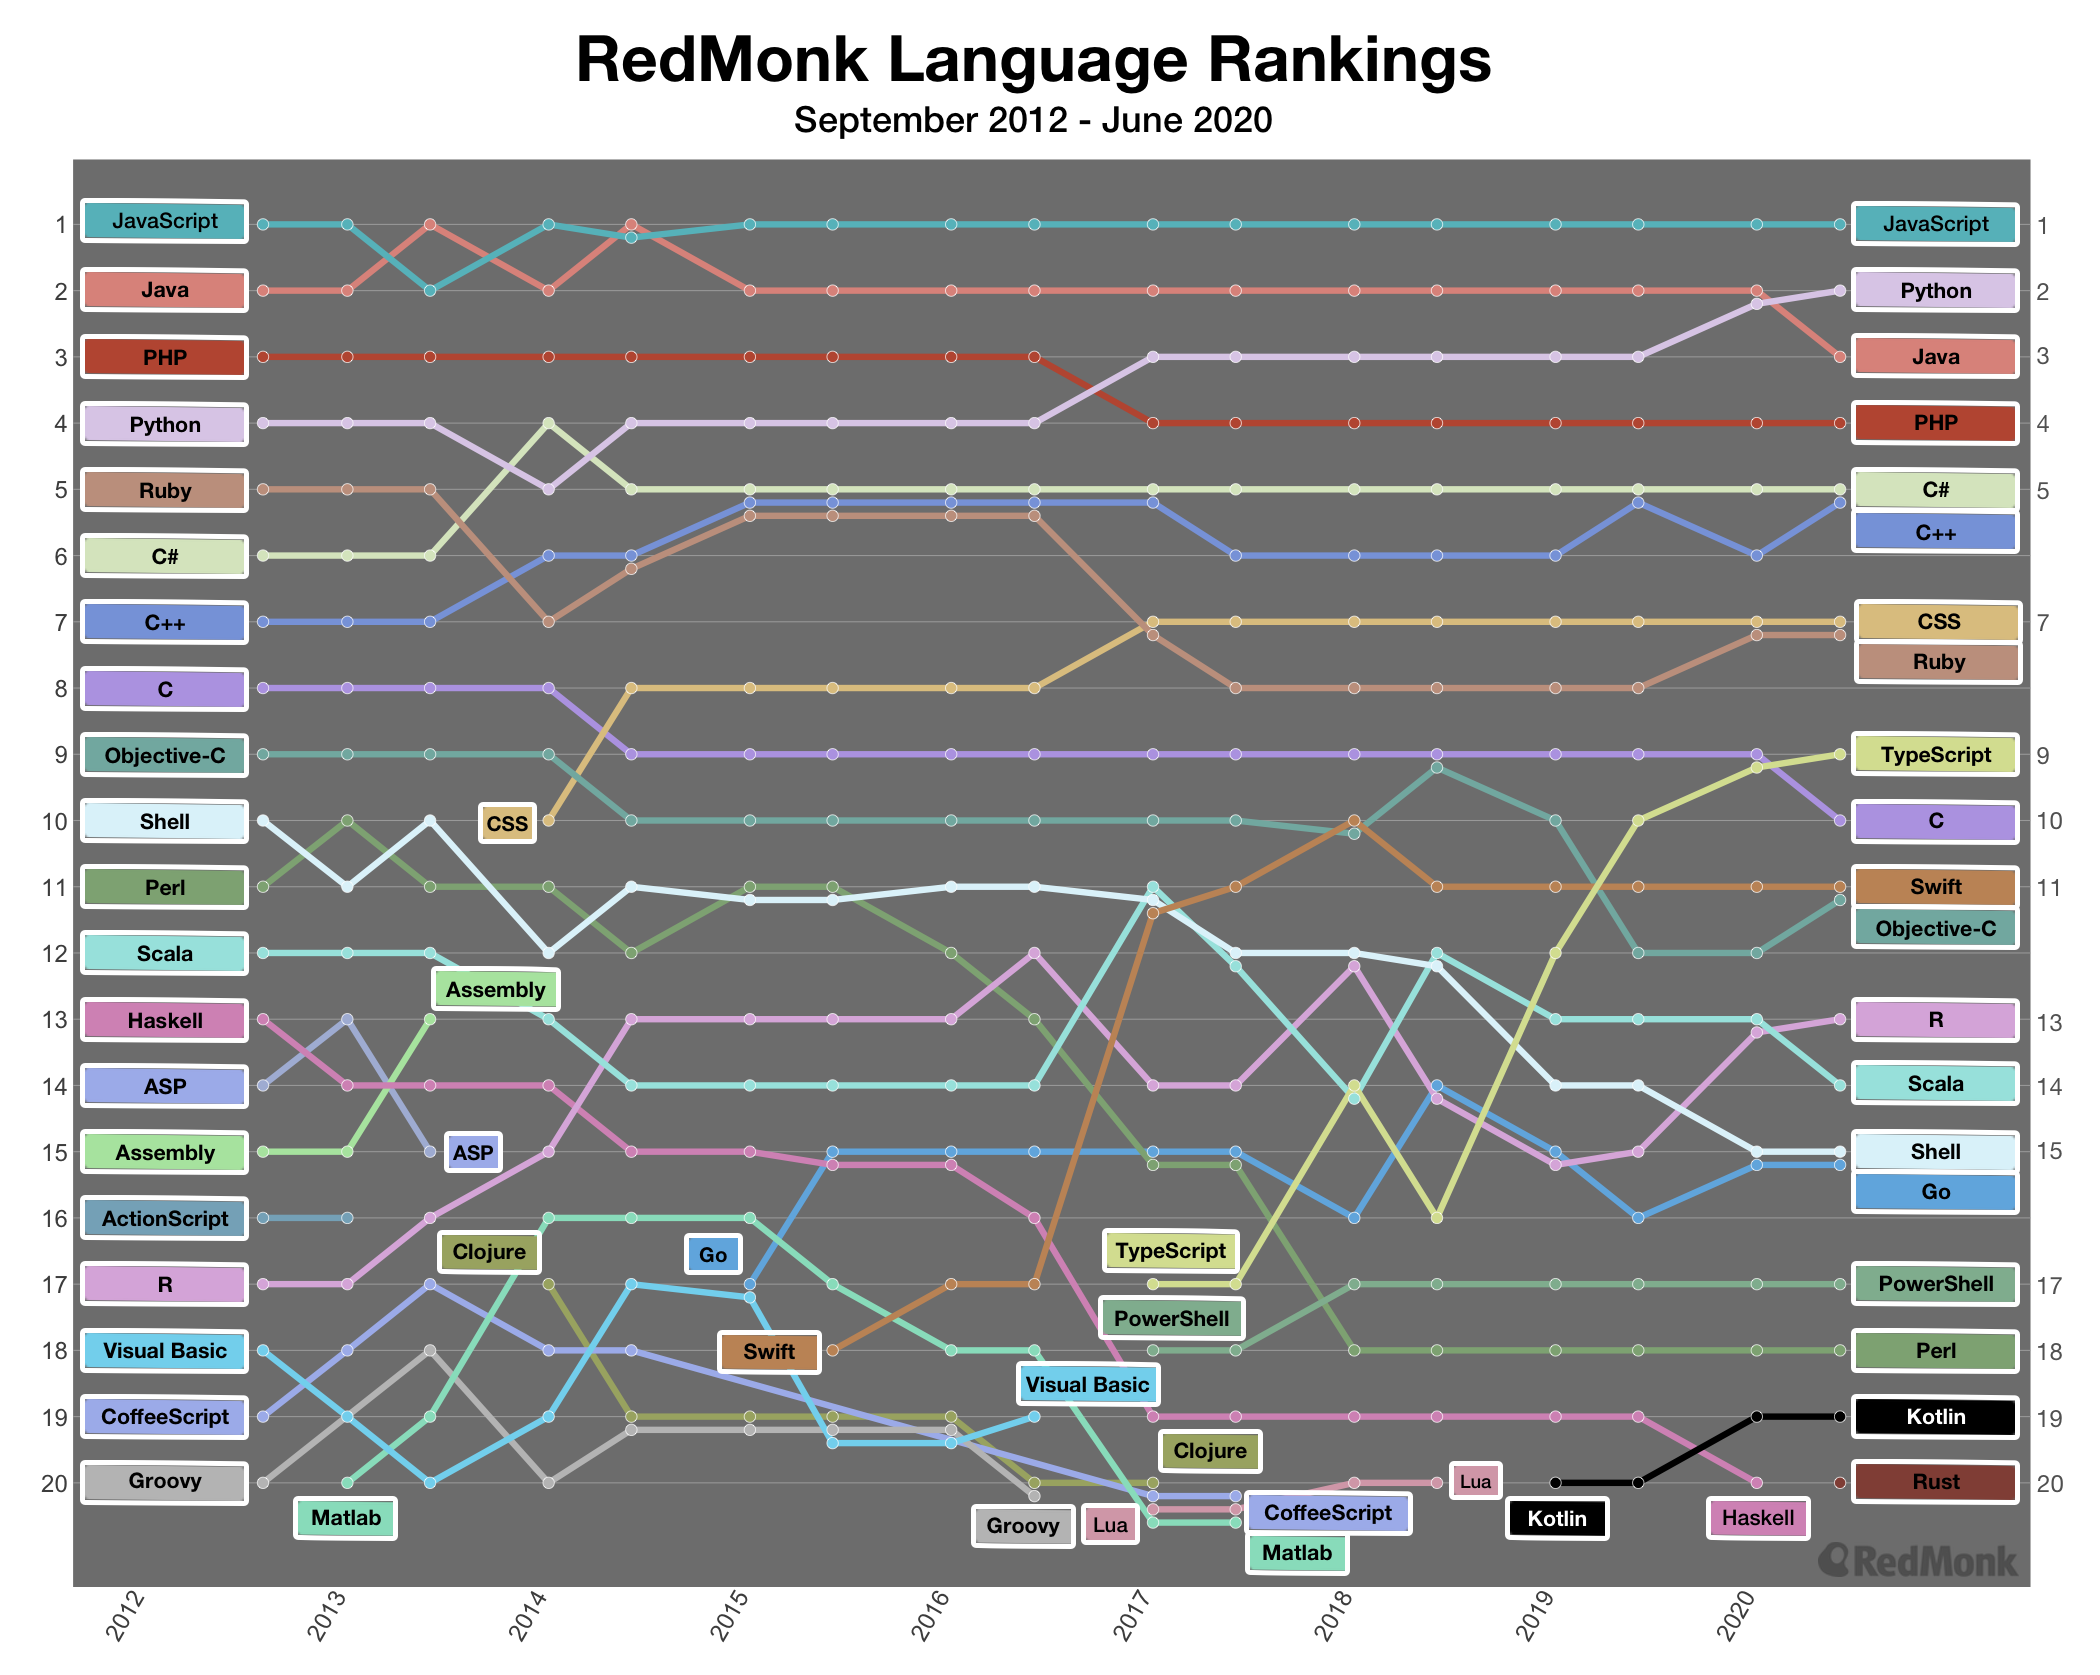 RedMonk Language Rankings
September 2012 - June 2020
1 JavaScript JavaScript 1
2 Java Python 2
3 PHP Java 3
4 Python PHP 4
5 Ruby C# 5
C++
6 C#
7 C++ CSS 7
Ruby
8 C
9 Objective-C TypeScript 9
10 Shell CSS C 10
11 Perl Swift 11
Objective-C
12 Scala
Assembly
13 Haskell R 13
14 ASP Scala 14
15 Assembly ASP Shell 15
Go
16 ActionScript
Clojure Go TypeScript
17 R PowerShell 17
PowerShell
18 Visual Basic Swift Perl 18
Visual Basic
19 CoffeeScript Kotlin 19
Clojure
20 Groovy Lua Rust 20
Matlab Groovy Lua CoffeeScript Kotlin Haskell
Matlab
RedMonk
2012 2013 2014 2015 2016 2017 2018 2019 2020